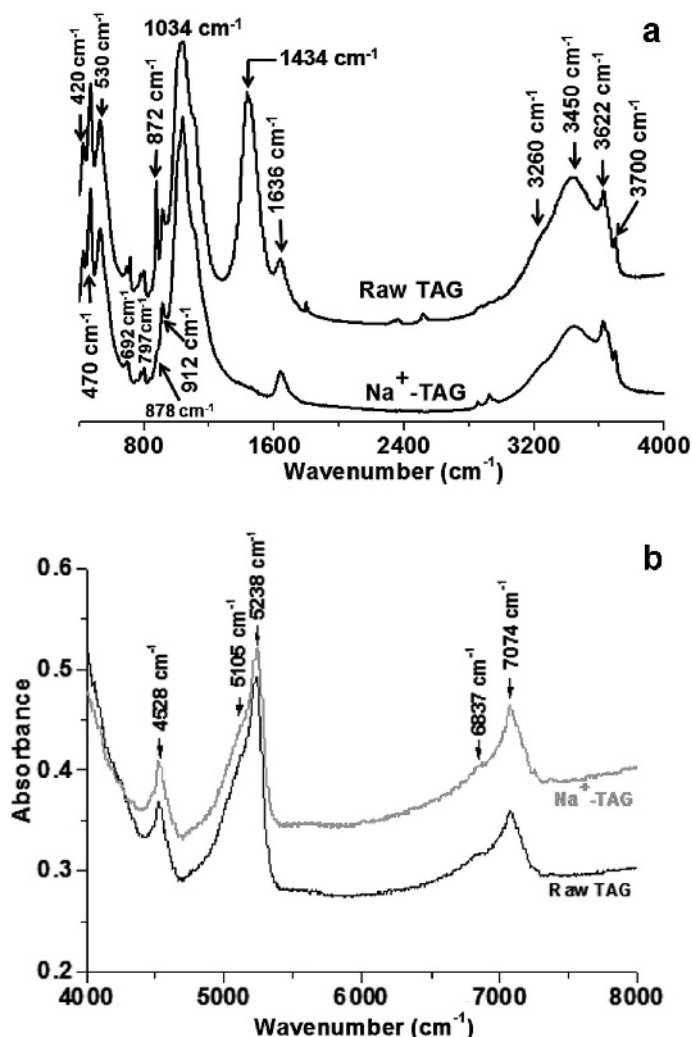 a
420 cm-1
530 cm-1
872 cm-1
1034 cm-1
1434 cm-1
1636 cm-1
3260 cm-1
3450 cm-1
3622 cm-1
3700 cm-1
Raw TAG
470 cm-1
692 cm-1
797 cm-1
878 cm-1
912 cm-1
Na+-TAG
800 1600 2400 3200 4000
Wavenumber (cm-1)
b
0.6
0.5
0.4
0.3
0.2
Absorbance
4528 cm-1
5105 cm-1
5238 cm-1
6837 cm-1
7074 cm-1
Na+-TAG
Raw TAG
4000 5000 6000 7000 8000
Wavenumber (cm-1)